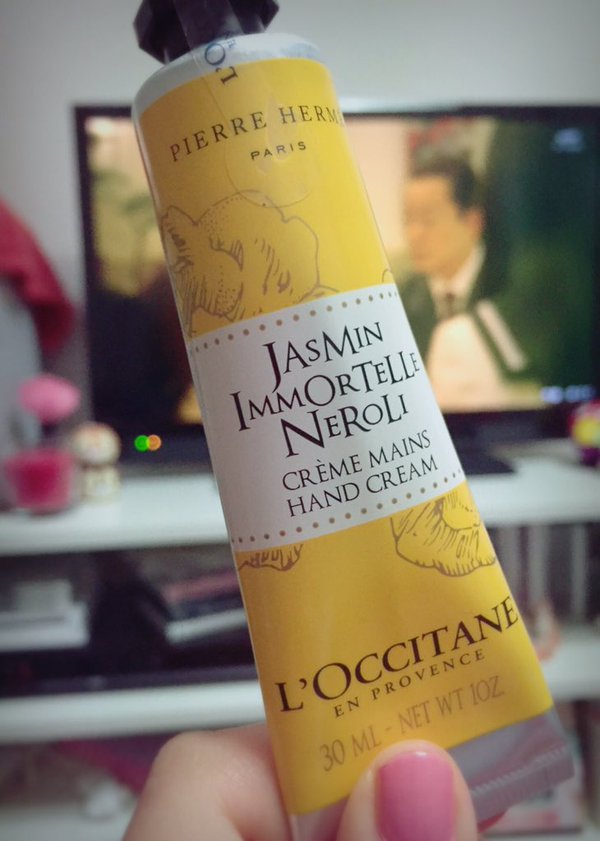 L'O
PIERRE HERM
PARIS
JASMIN
IMMORTELLE
NEROLI
CRÈME MAINS
HAND CREAM
L'OCCITANE
EN PROVENCE
30 ML - NET WT 1OZ.